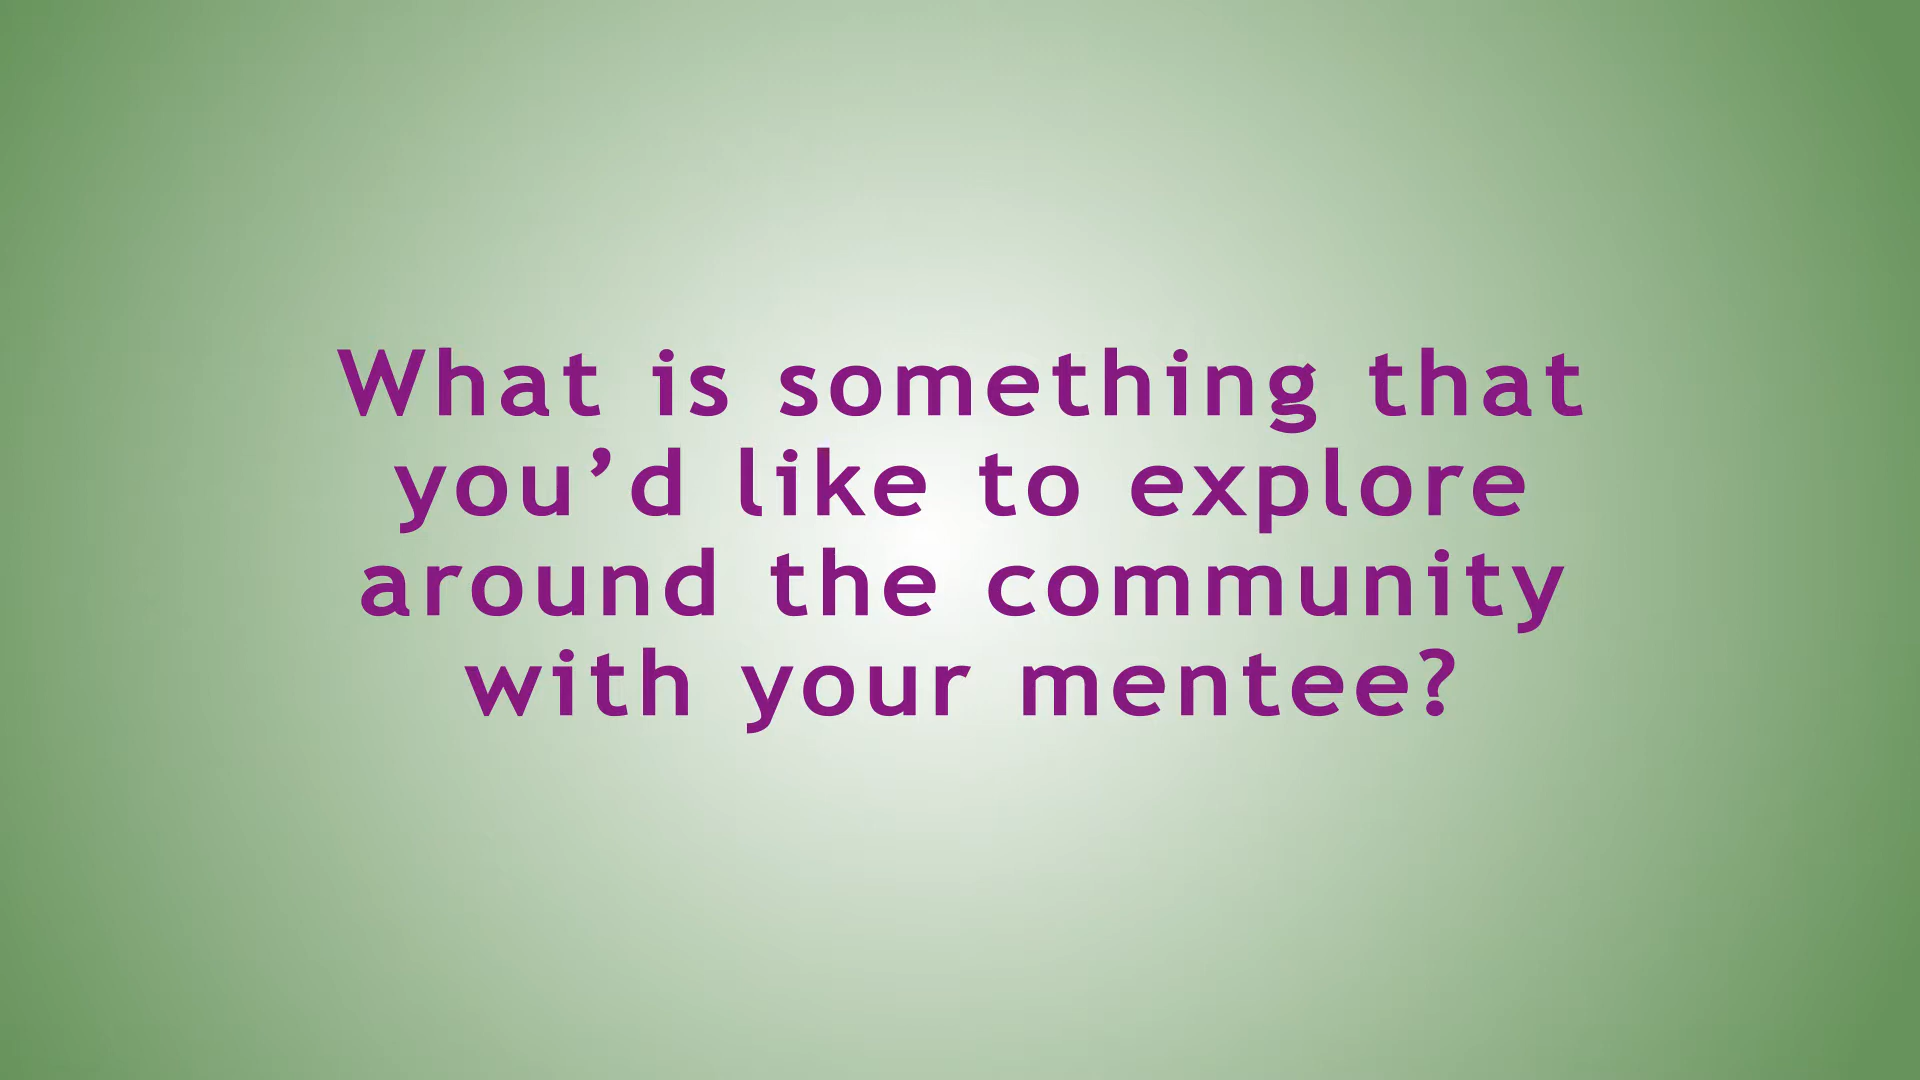 What is something that
you’d like to explore
around the community
with your mentee?